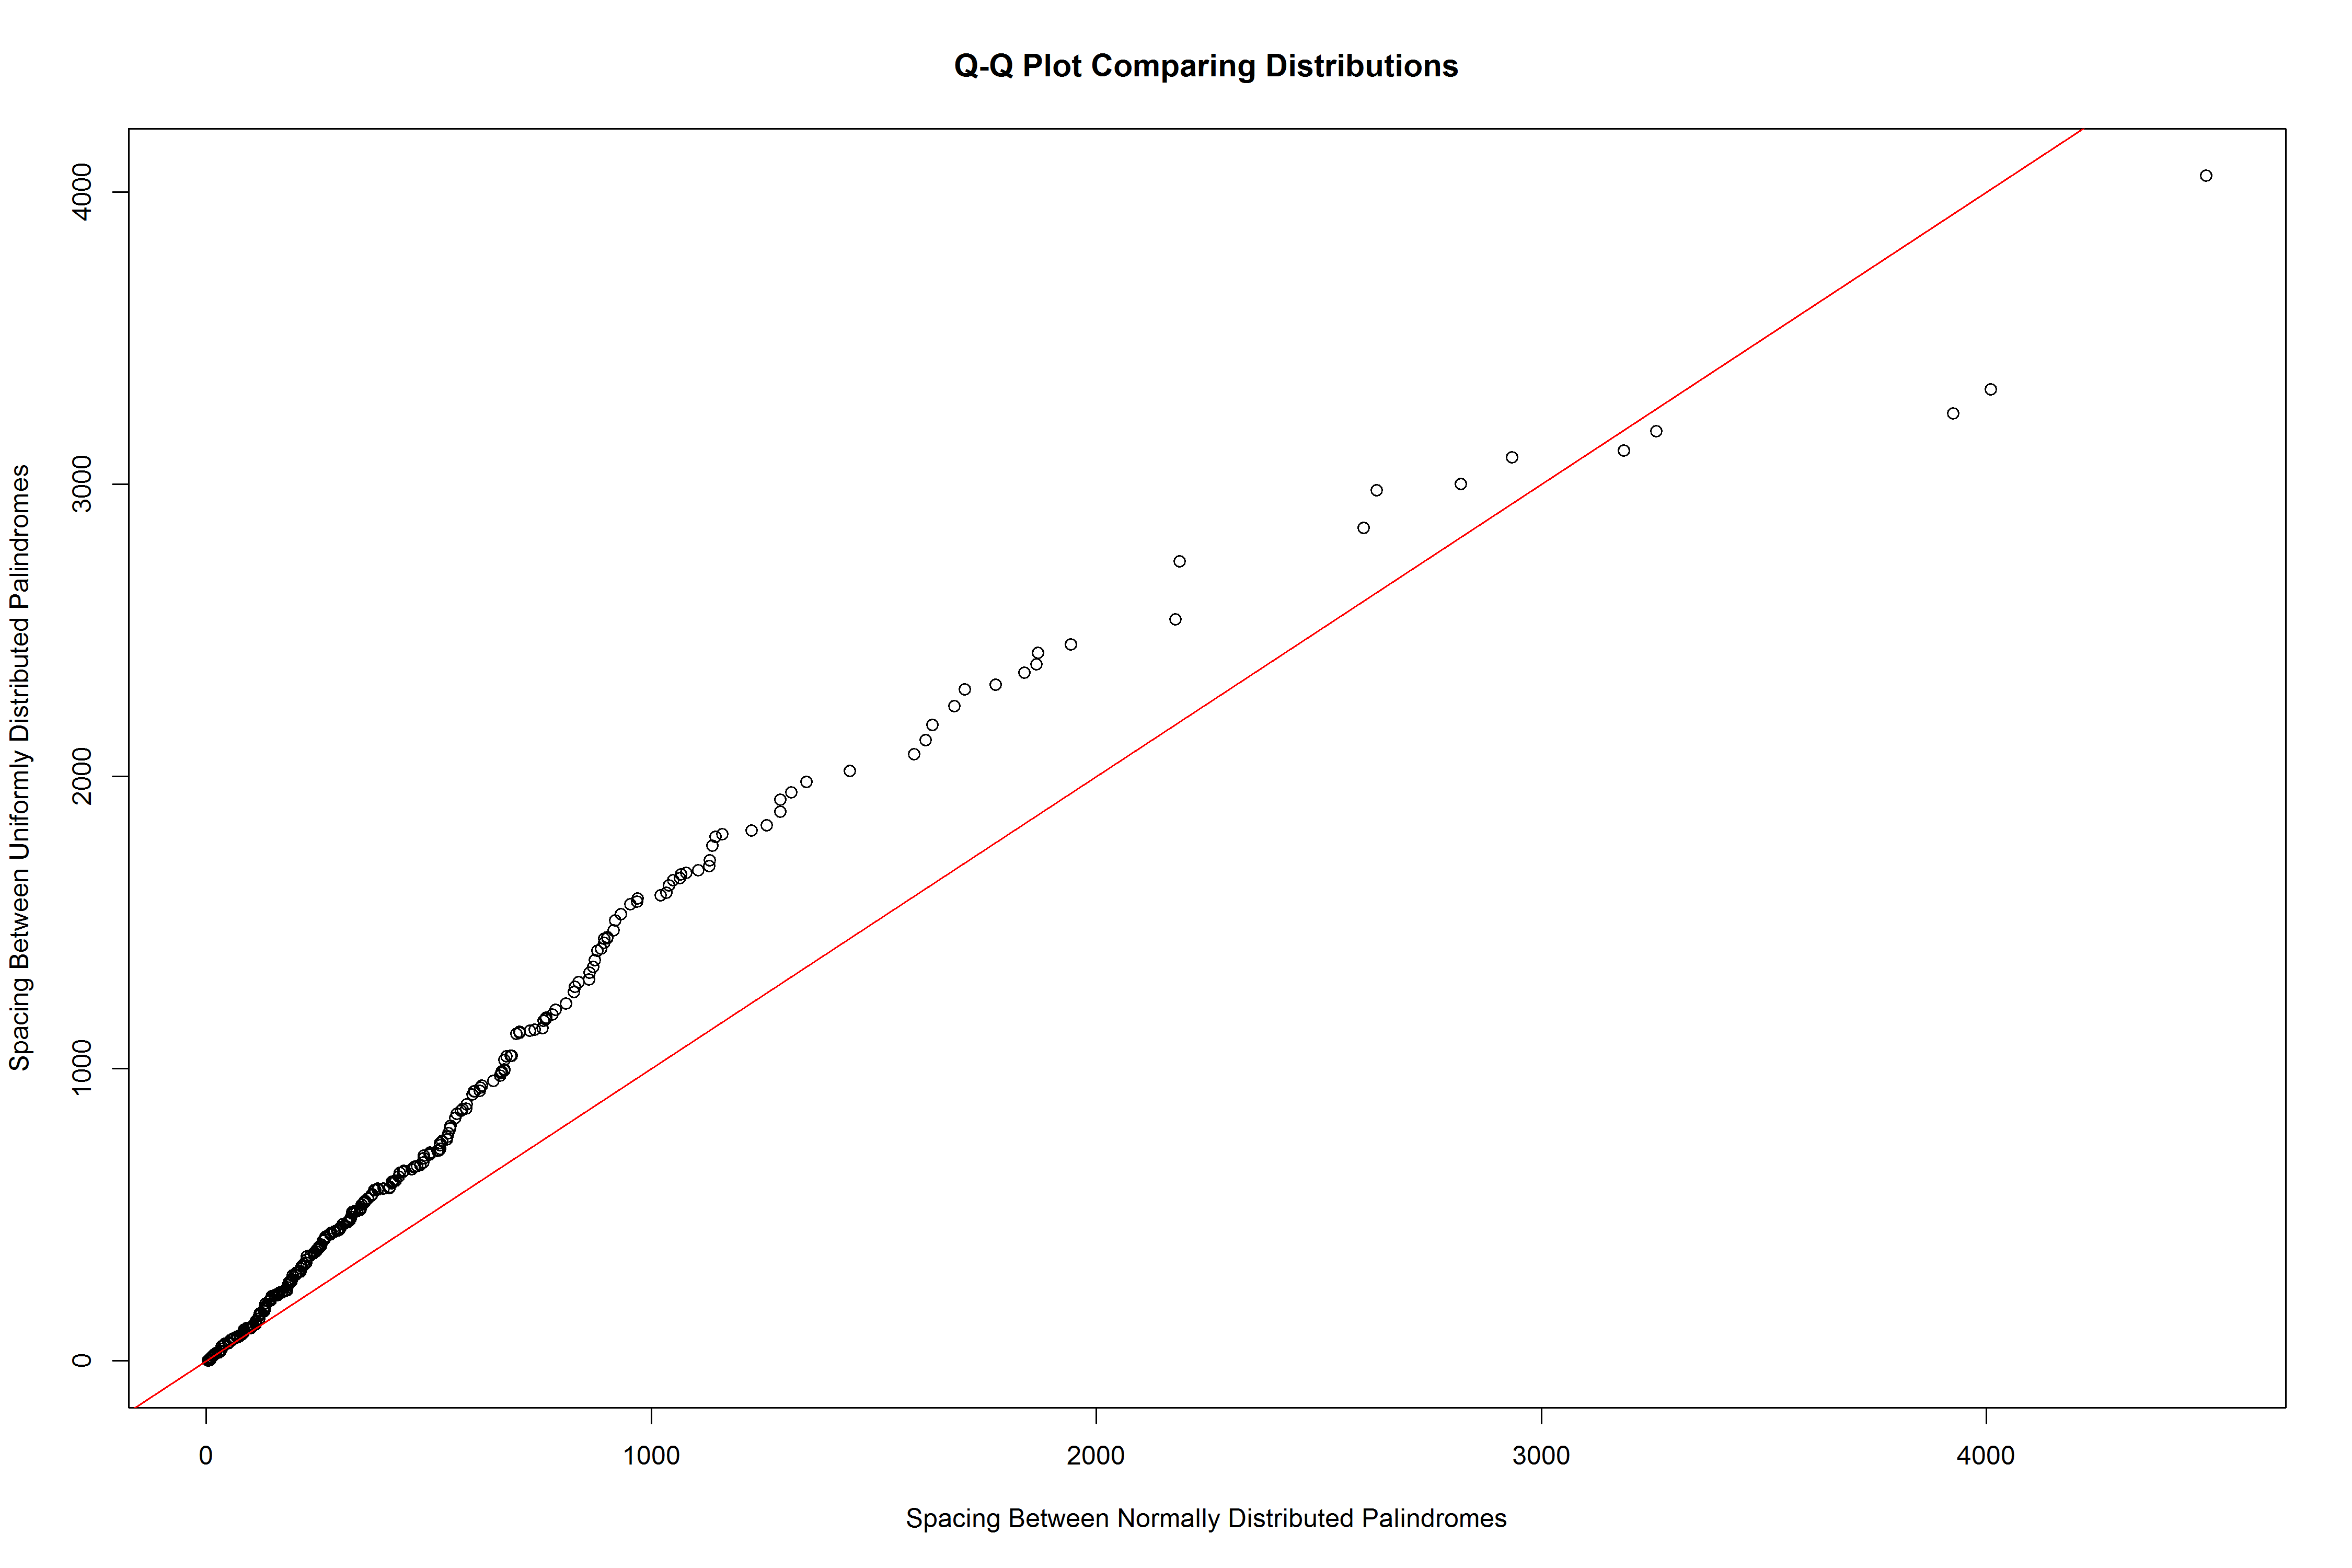 Q-Q Plot Comparing Distributions
Spacing Between Uniformly Distributed Palindromes
4000
3000
2000
1000
0
0 1000 2000 3000 4000
Spacing Between Normally Distributed Palindromes